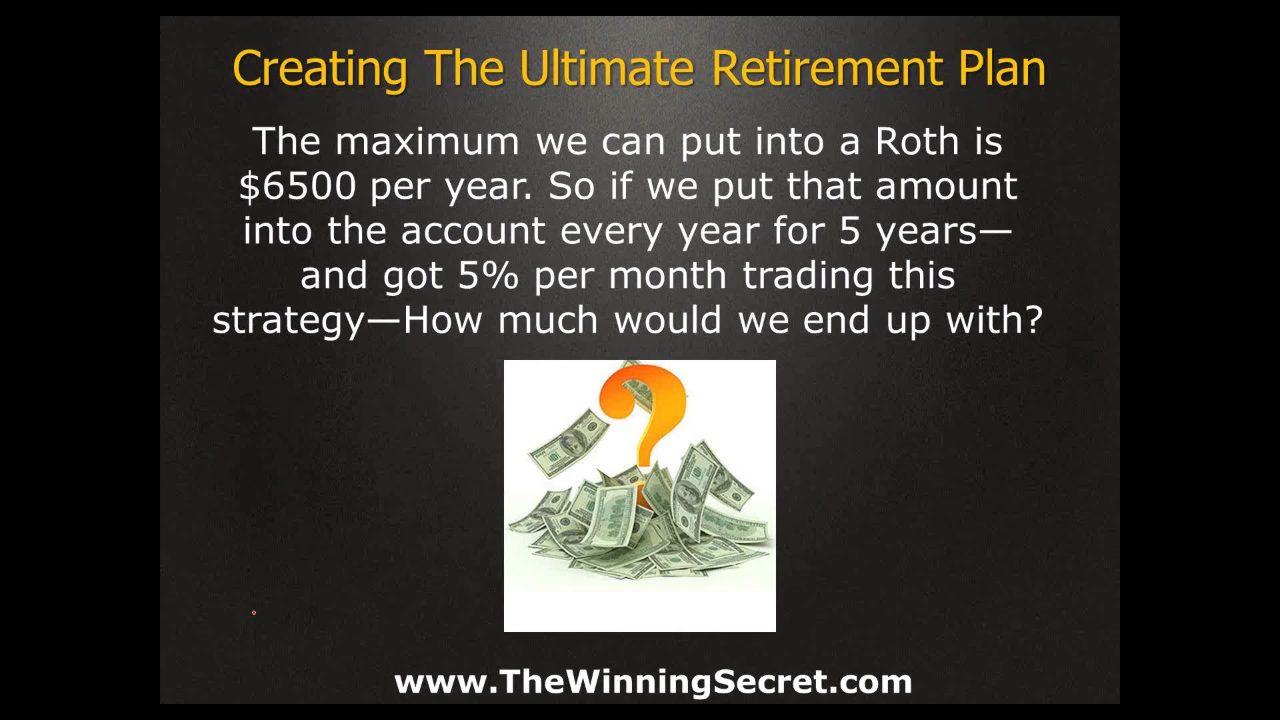 Creating The Ultimate Retirement Plan
The maximum we can put into a Roth is
$6500 per year. So if we put that amount
into the account every year for 5 years—
and got 5% per month trading this
strategy—How much would we end up with?
www.TheWinningSecret.com